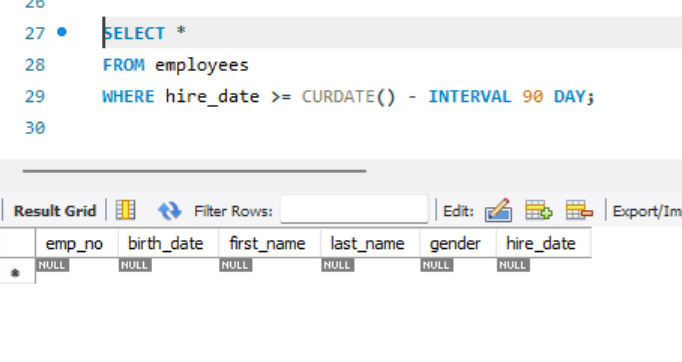 26
27 SELECT *
28 FROM employees
29 WHERE hire_date >= CURDATE() - INTERVAL 90 DAY;
30
Result Grid Filter Rows: Edit: Export/Im
emp_no birth_date first_name last_name gender hire_date
* NULL NULL NULL NULL NULL NULL